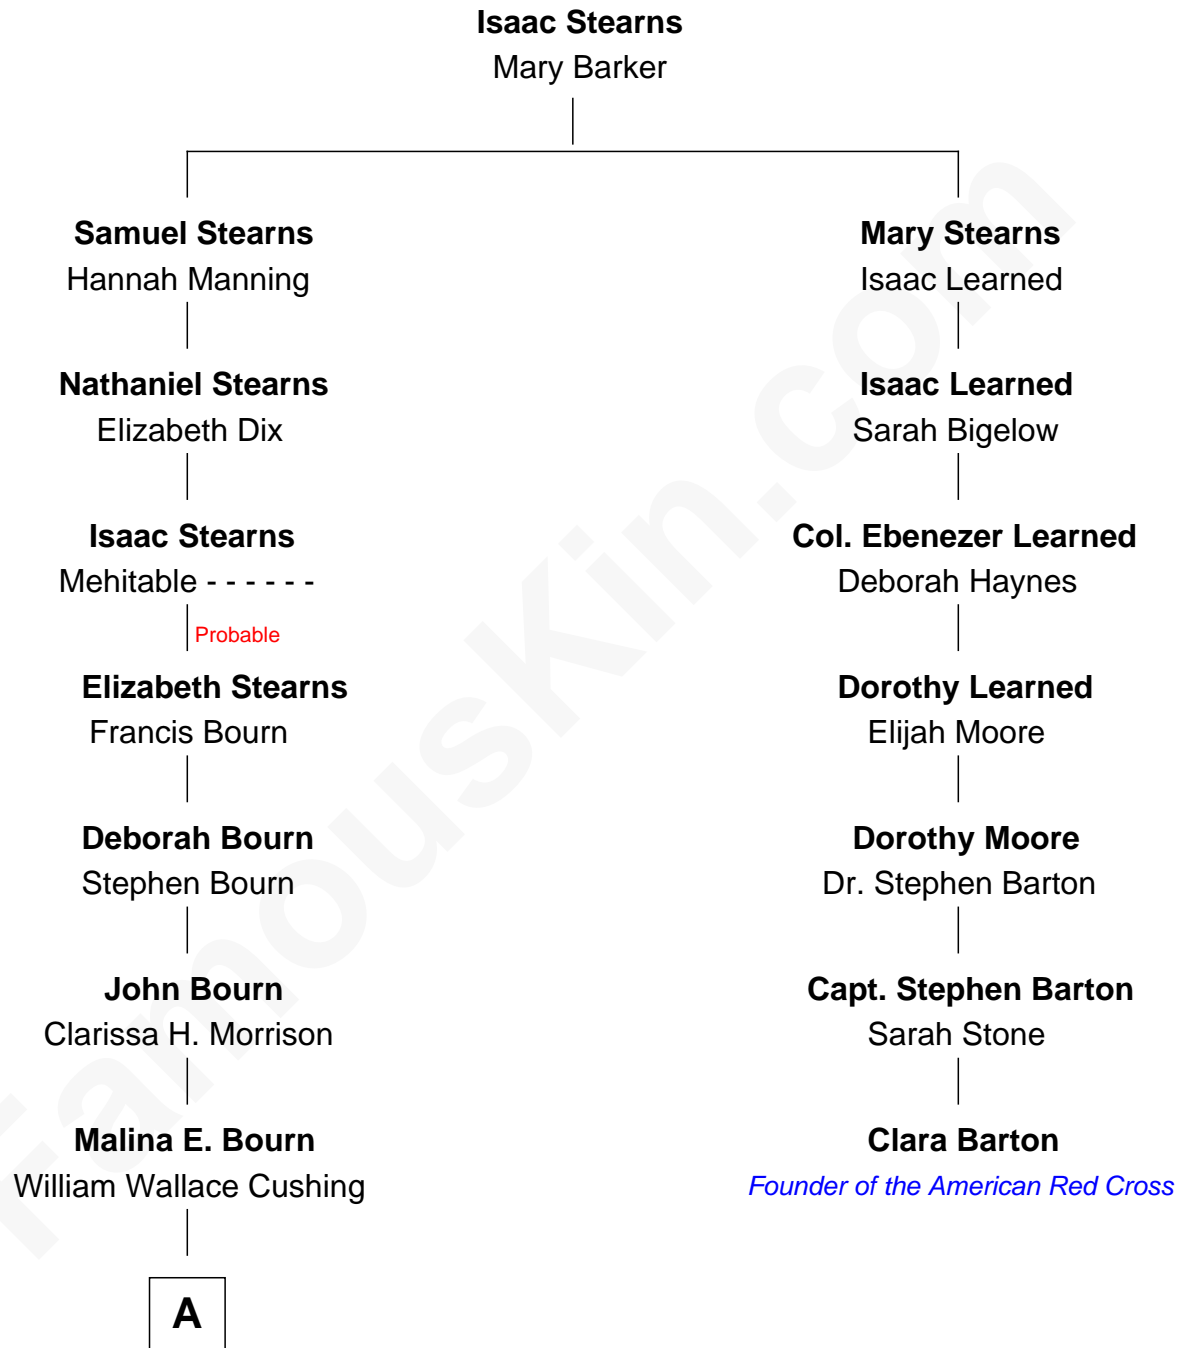 Isaac Stearns
Mary Barker
Samuel Stearns
Hannah Manning
Mary Stearns
Isaac Learned
Nathaniel Stearns
Elizabeth Dix
Isaac Learned
Sarah Bigelow
Isaac Stearns
Mehitable - - - - - -
Col. Ebenezer Learned
Deborah Haynes
Probable
Elizabeth Stearns
Francis Bourn
Dorothy Learned
Elijah Moore
Deborah Bourn
Stephen Bourn
Dorothy Moore
Dr. Stephen Barton
John Bourn
Clarissa H. Morrison
Capt. Stephen Barton
Sarah Stone
Malina E. Bourn
William Wallace Cushing
Clara Barton
Founder of the American Red Cross
A
FamousKin.com